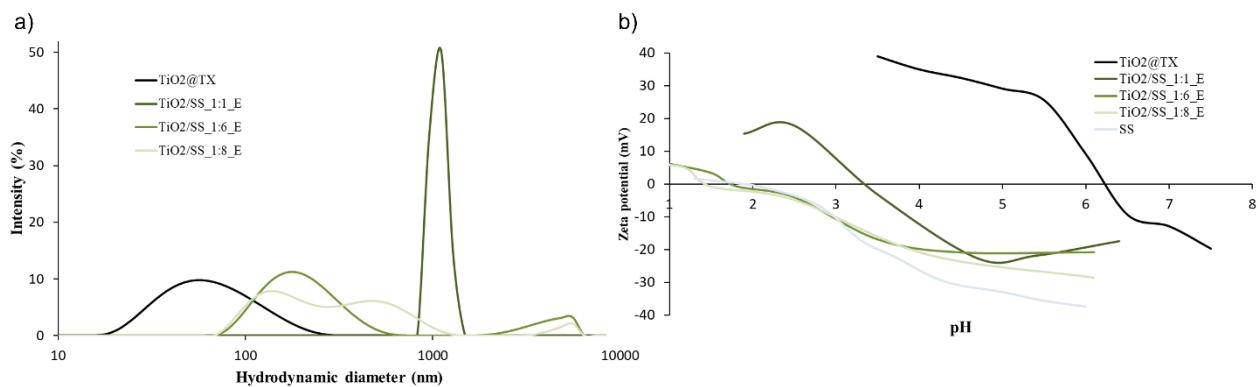 a)
Intensity (%)
50
40
30
20
10
0
TiO2@TX
TiO2/SS_1:1_E
TiO2/SS_1:6_E
TiO2/SS_1:8_E
10
100
1000
10000
Hydrodynamic diameter (nm)
b)
Zeta potential (mV)
40
30
20
10
0
-10
-20
-30
-40
TiO2@TX
TiO2/SS_1:1_E
TiO2/SS_1:6_E
TiO2/SS_1:8_E
SS
1
2
3
4
5
6
7
8
pH